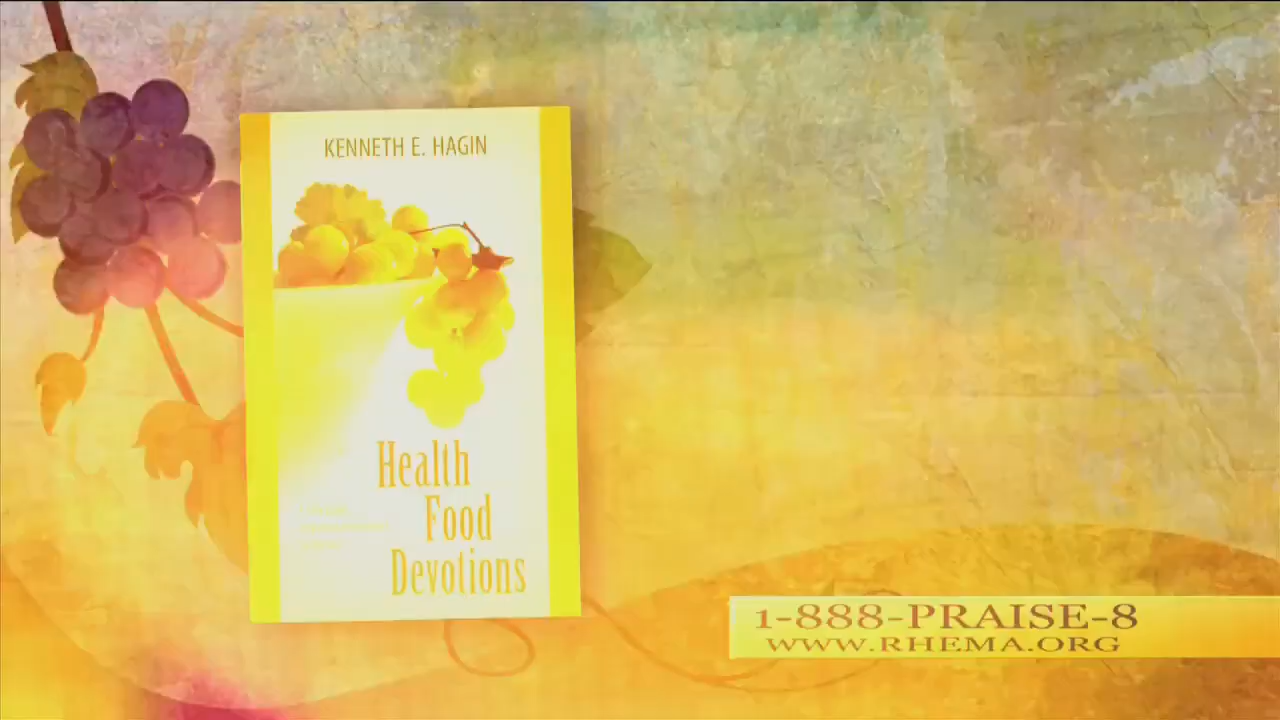 KENNETH E. HAGIN
Health
Food
Devotions
1-888-PRAISE-8
WWW.RHEMA.ORG